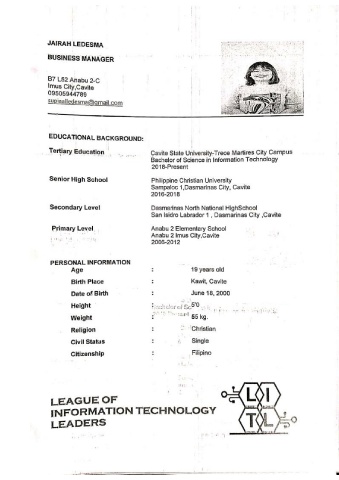 JAIRAH LEDESMA
BUSINESS MANAGER
B7 L52 Anabu 2-C
Imus City,Cavite
09505944789
EDUCATIONAL BACKGROUND:
Tertiary Education Cavite State University-Trece Martires City Campus
Bachelor of Science in Information Technology
2018-Present
Senior High School Philippine Christian University
Sampaloc 1,Dasmarinas City, Cavite
2016-2018
Secondary Level Dasmarinas North National HighSchool
San Isidro Labrador 1 , Dasmarinas City ,Cavite
Primary Level Anabu 2 Elementary School
Anabu 2 Imus City,Cavite
2006-2012
PERSONAL INFORMATION
Age : 19 years old
Birth Place : Kawit, Cavite
Date of Birth : June 18, 2000
Height : 5'0
Weight : 65 kg.
Religion : Christian
Civil Status : Single
Citizenship : Filipino
LEAGUE OF
INFORMATION TECHNOLOGY
LEADERS
L I
T L